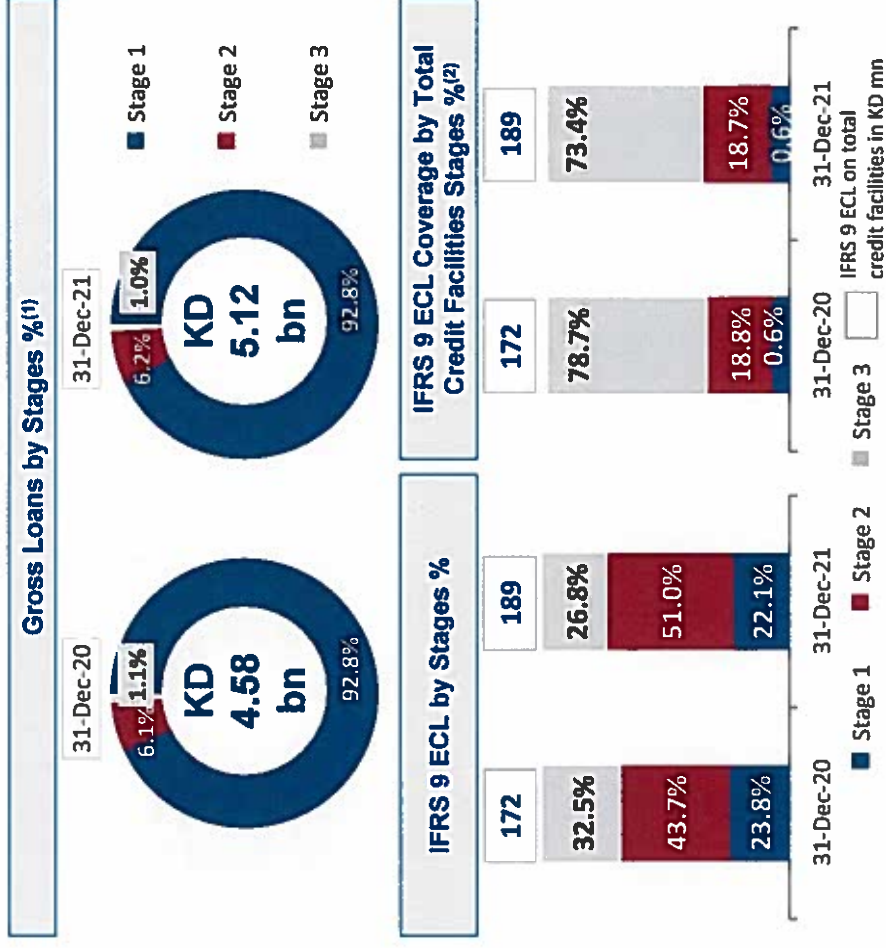 Gross Loans by Stages %(1)
31-Dec-20
6.1%
1.1%
KD
4.58
bn
92.8%
31-Dec-21
6.2%
1.0%
KD
5.12
bn
92.8%
Stage 1
Stage 2
Stage 3
IFRS 9 ECL by Stages %
172
32.5%
43.7%
23.8%
31-Dec-20
189
26.8%
51.0%
22.1%
31-Dec-21
IFRS 9 ECL Coverage by Total
Credit Facilities Stages %(2)
172
78.7%
18.8%
0.6%
31-Dec-20
189
73.4%
18.7%
0.6%
31-Dec-21
Stage 1
Stage 2
Stage 3
IFRS 9 ECL on total
credit facilities in KD mn